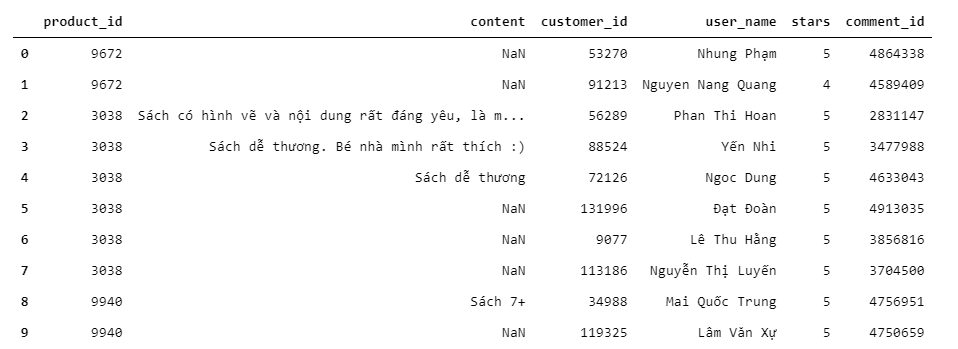 product_id content customer_id user_name stars comment_id
0 9672 NaN 53270 Nhung Phạm 5 4864338
1 9672 NaN 91213 Nguyen Nang Quang 4 4589409
2 3038 Sách có hình vẽ và nội dung rất đáng yêu, là m... 56289 Phan Thi Hoan 5 2831147
3 3038 Sách dễ thương. Bé nhà mình rất thích :) 88524 Yến Nhi 5 3477988
4 3038 Sách dễ thương 72126 Ngoc Dung 5 4633043
5 3038 NaN 131996 Đạt Đoàn 5 4913035
6 3038 NaN 9077 Lê Thu Hằng 5 3856816
7 3038 NaN 113186 Nguyễn Thị Luyến 5 3704500
8 9940 Sách 7+ 34988 Mai Quốc Trung 5 4756951
9 9940 NaN 119325 Lâm Văn Xự 5 4750659